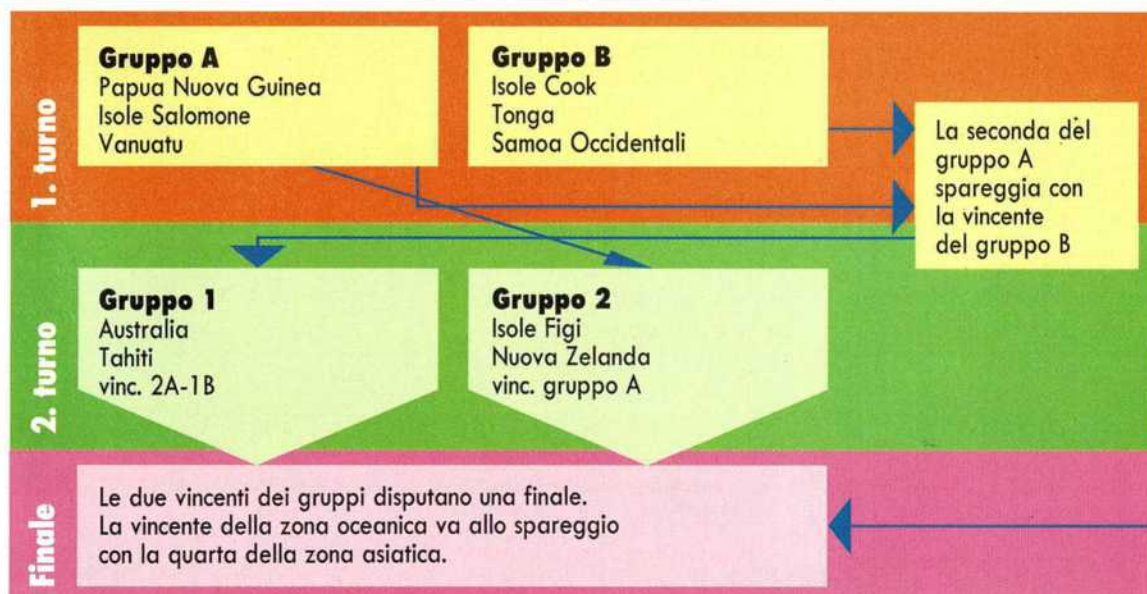 1. turno
Gruppo A
Papua Nuova Guinea
Isole Salomone
Vanuatu
Gruppo B
Isole Cook
Tonga
Samoa Occidentali
La seconda del
gruppo A
spareggia con
la vincente
del gruppo B
2. turno
Gruppo 1
Australia
Tahiti
vinc. 2A-1B
Gruppo 2
Isole Figi
Nuova Zelanda
vinc. gruppo A
Finale
Le due vincenti dei gruppi disputano una finale.
La vincente della zona oceanica va allo spareggio
con la quarta della zona asiatica.